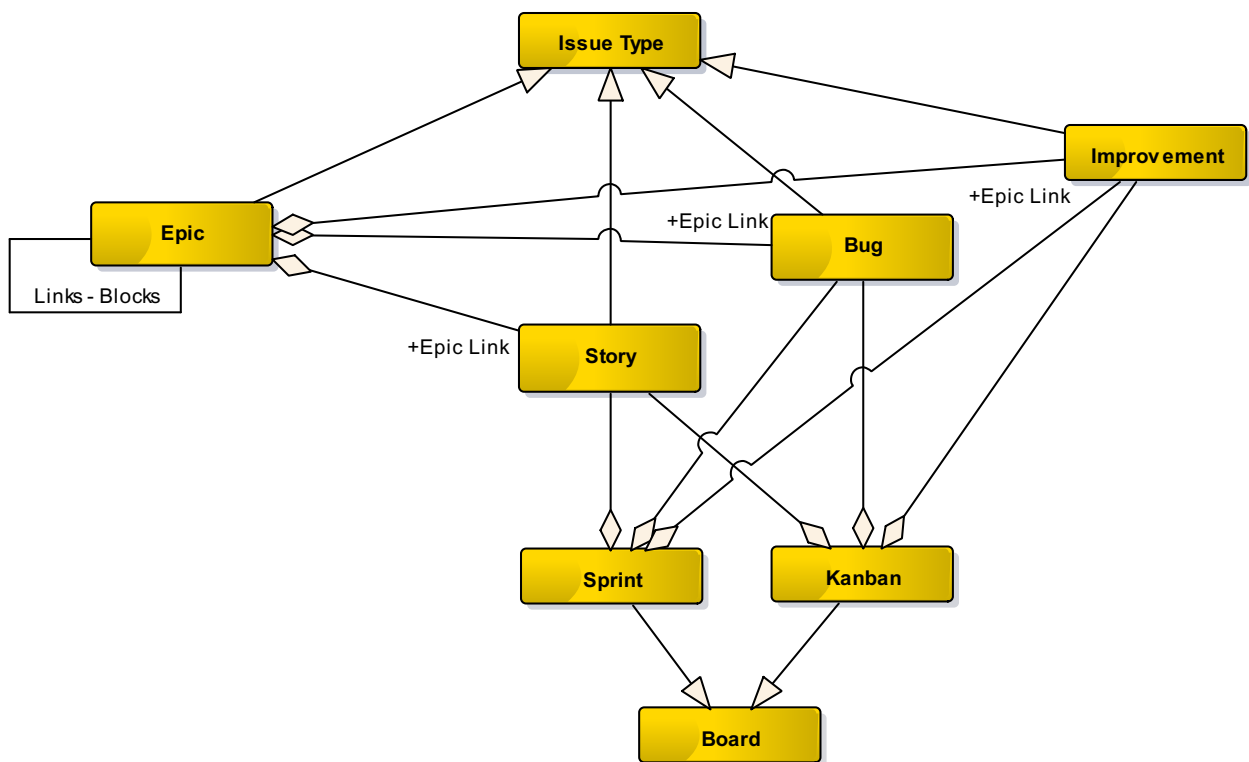 Issue Type
Improvement
+Epic Link
Epic
+Epic Link
Bug
Links - Blocks
+Epic Link
Story
Sprint
Kanban
Board